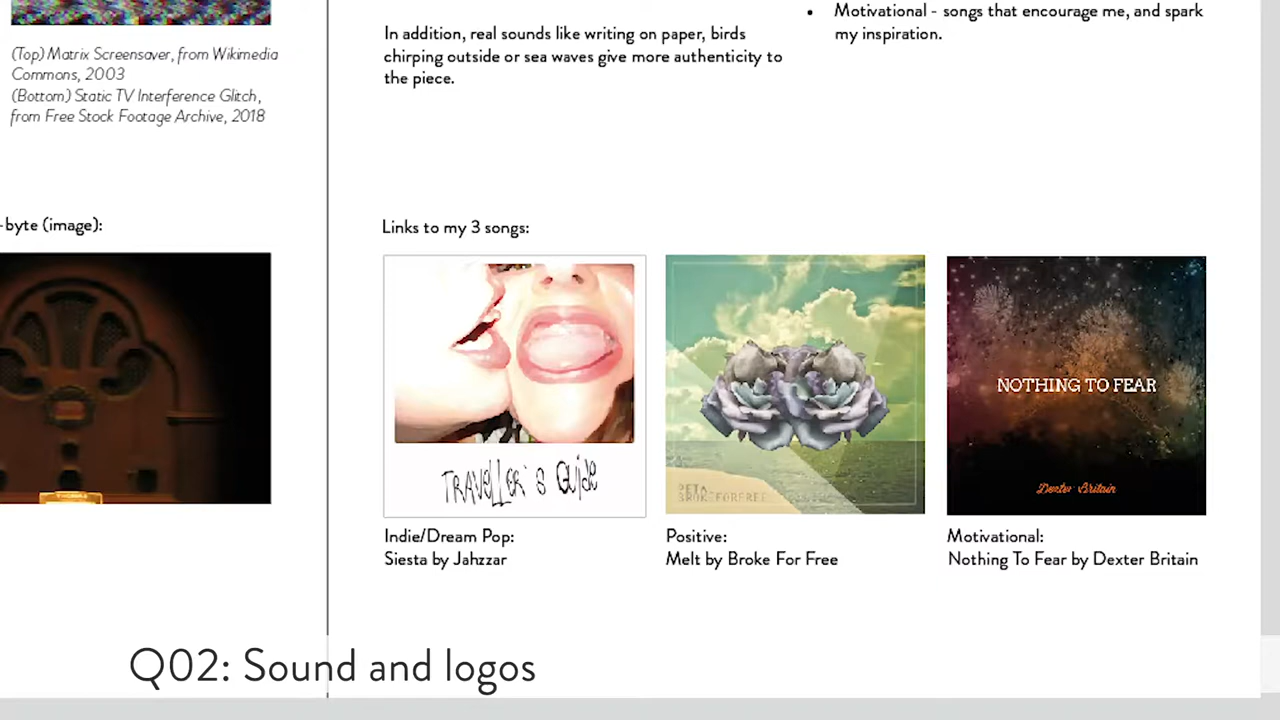 (Top) Matrix Screensaver, from Wikimedia
Commons, 2003
(Bottom) Static TV Interference Glitch,
from Free Stock Footage Archive, 2018
-byte (image):
In addition, real sounds like writing on paper, birds
chirping outside or sea waves give more authenticity to
the piece.
• Motivational - songs that encourage me, and spark
my inspiration.
Links to my 3 songs:
TRAVELLER'S GUIDE
Indie/Dream Pop:
Siesta by Jahzzar
PETAL
BROKEFORFREE
Positive:
Melt by Broke For Free
NOTHING TO FEAR
Dexter Britain
Motivational:
Nothing To Fear by Dexter Britain
Q02: Sound and logos